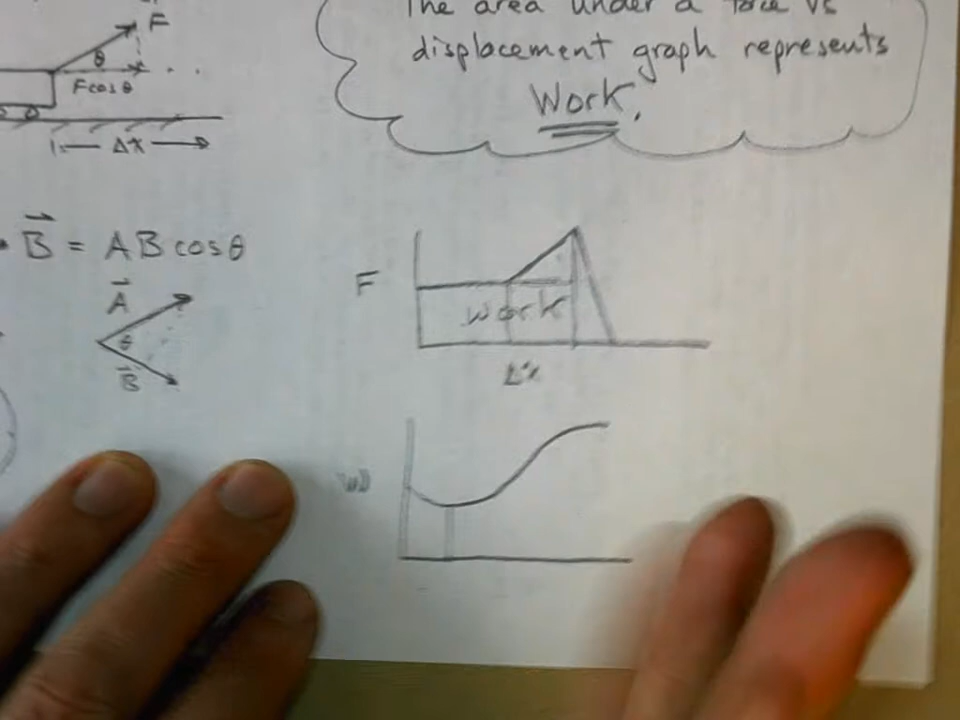 F
θ
F cos θ
Δx
The area under a force vs
displacement graph represents
Work.
• B = AB cos θ
A
θ
B
F
work
Δx
W